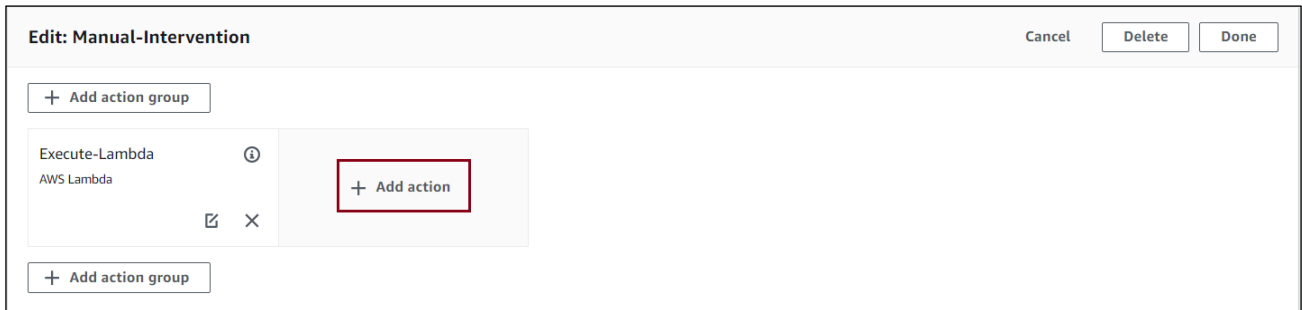 Edit: Manual-Intervention
Cancel
Delete
Done
+ Add action group
Execute-Lambda
AWS Lambda
+ Add action
+ Add action group